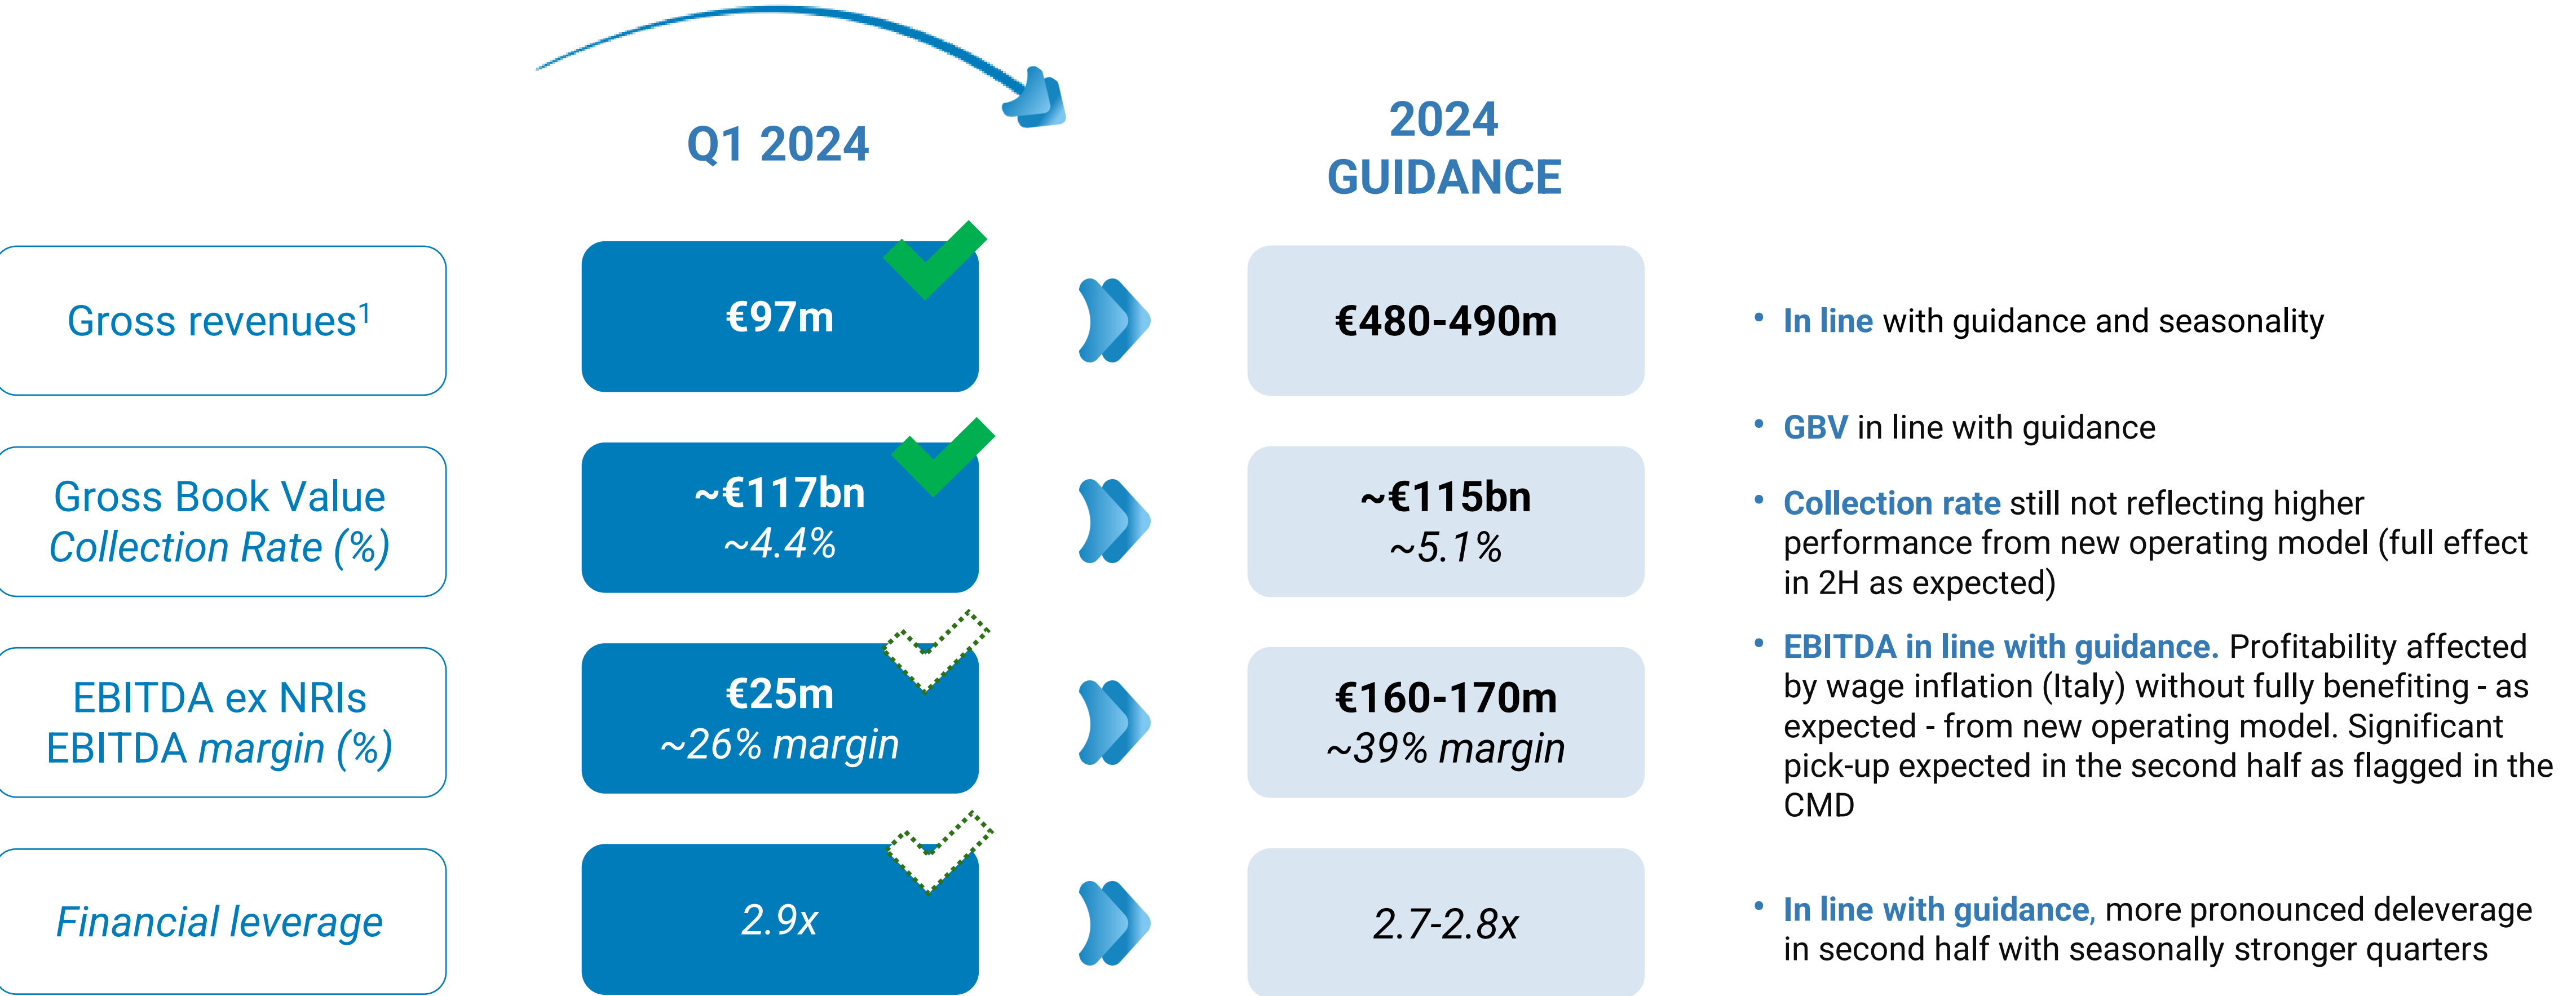 Q1 2024
2024
GUIDANCE
Gross revenues¹
€97m
€480-490m
• In line with guidance and seasonality
Gross Book Value
Collection Rate (%)
~€117bn
~4.4%
~€115bn
~5.1%
• GBV in line with guidance
• Collection rate still not reflecting higher
performance from new operating model (full effect
in 2H as expected)
EBITDA ex NRIs
EBITDA margin (%)
€25m
~26% margin
€160-170m
~39% margin
• EBITDA in line with guidance. Profitability affected
by wage inflation (Italy) without fully benefiting - as
expected - from new operating model. Significant
pick-up expected in the second half as flagged in the
CMD
Financial leverage
2.9x
2.7-2.8x
• In line with guidance, more pronounced deleverage
in second half with seasonally stronger quarters